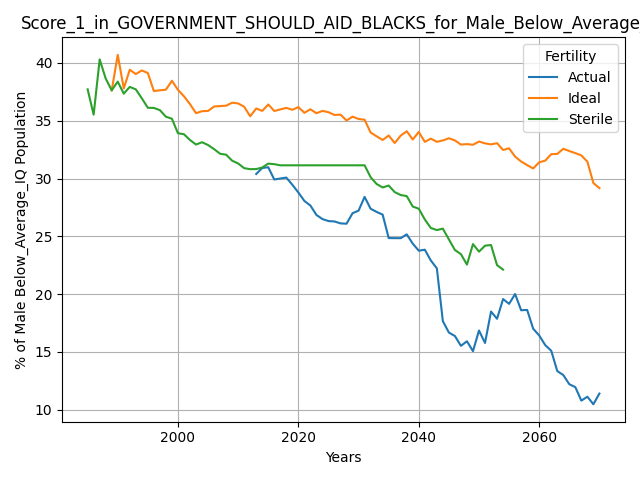 Score_1_in_GOVERNMENT_SHOULD_AID_BLACKS_for_Male_Below_Average
Fertility
Actual
Ideal
Sterile
% of Male Below_Average_IQ Population
40
35
30
25
20
15
10
2000 2020 2040 2060
Years